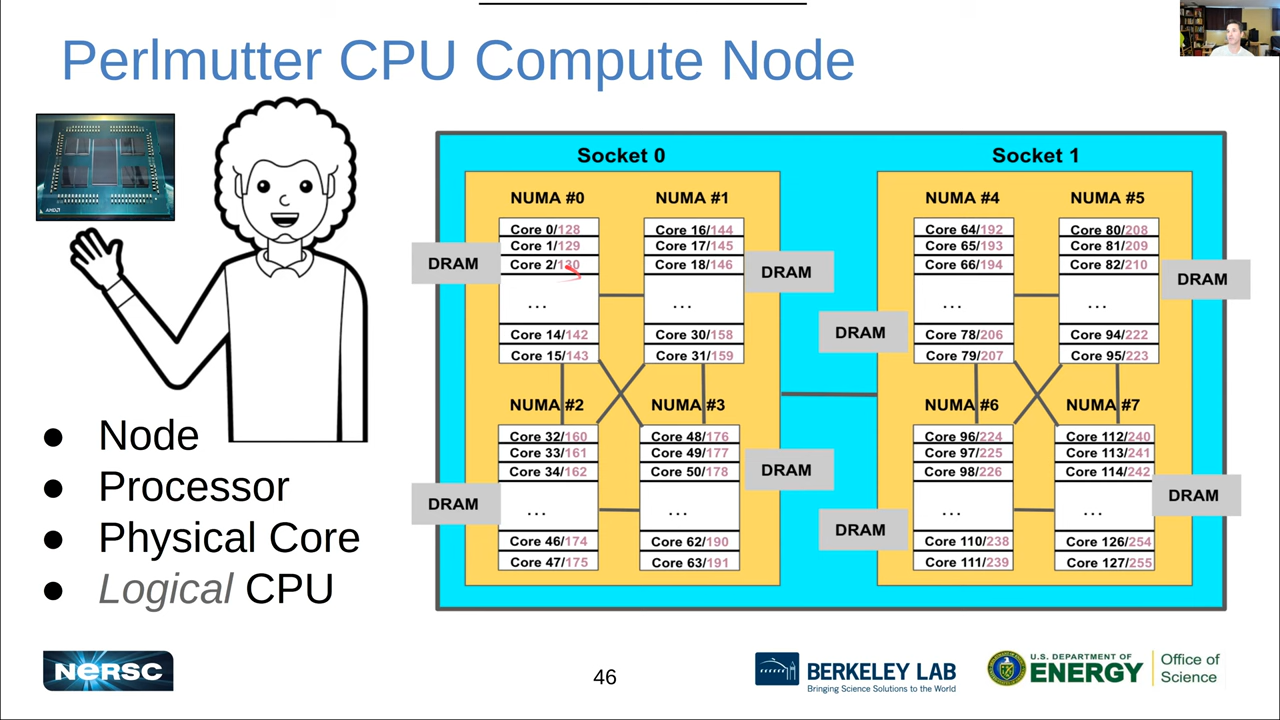 Perlmutter CPU Compute Node
AMD
Node
Processor
Physical Core
Logical CPU
Socket 0
NUMA #0
Core 0/128
Core 1/129
Core 2/130
...
Core 14/142
Core 15/143
NUMA #1
Core 16/144
Core 17/145
Core 18/146
...
Core 30/158
Core 31/159
NUMA #2
Core 32/160
Core 33/161
Core 34/162
...
Core 46/174
Core 47/175
NUMA #3
Core 48/176
Core 49/177
Core 50/178
...
Core 62/190
Core 63/191
DRAM
DRAM
DRAM
DRAM
Socket 1
NUMA #4
Core 64/192
Core 65/193
Core 66/194
...
Core 78/206
Core 79/207
NUMA #5
Core 80/208
Core 81/209
Core 82/210
...
Core 94/222
Core 95/223
NUMA #6
Core 96/224
Core 97/225
Core 98/226
...
Core 110/238
Core 111/239
NUMA #7
Core 112/240
Core 113/241
Core 114/242
...
Core 126/254
Core 127/255
DRAM
DRAM
DRAM
DRAM
NERSC
46
BERKELEY LAB
Bringing Science Solutions to the World
U.S. DEPARTMENT OF
ENERGY
Office of
Science